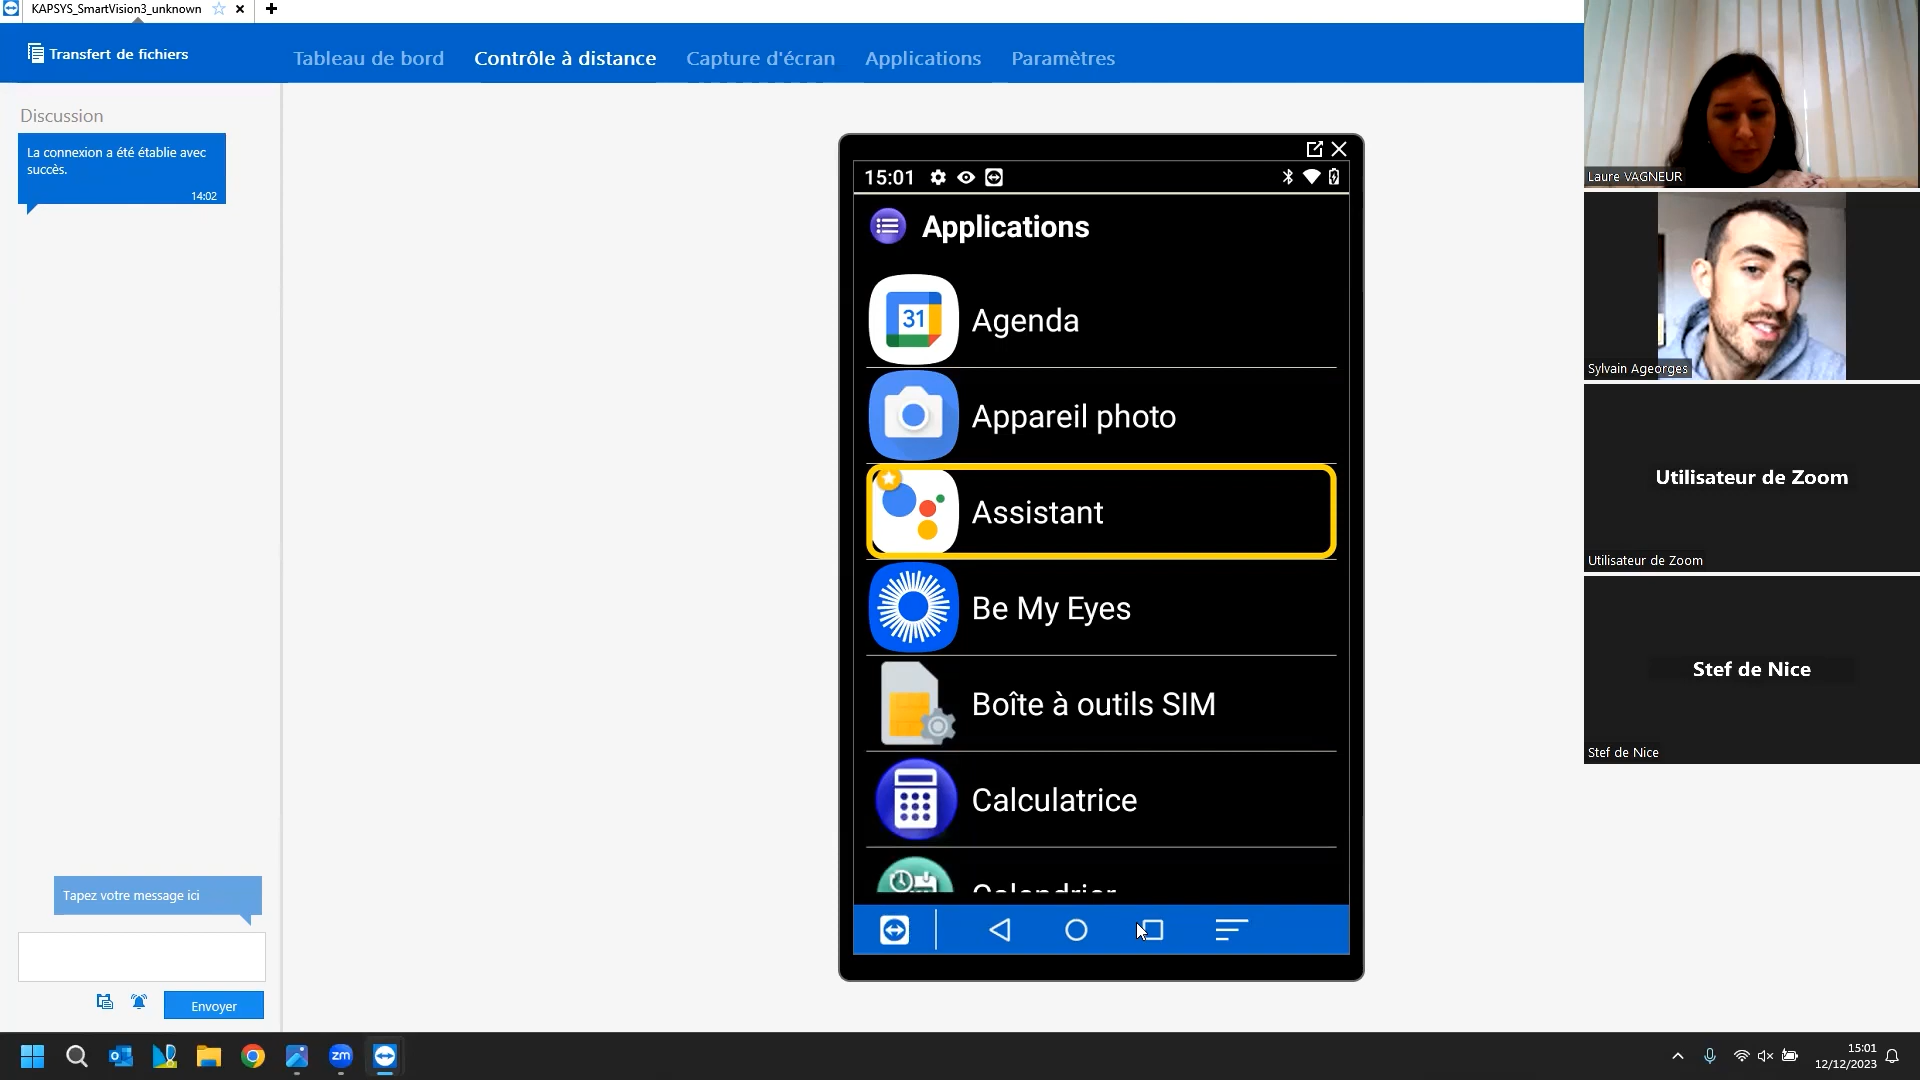 KAPSYS_SmartVision3_unknown
Transfert de fichiers
Tableau de bord
Contrôle à distance
Capture d'écran
Applications
Paramètres
Discussion
La connexion a été établie avec
succès.
14:02
Tapez votre message ici
Envoyer
15:01
Applications
31
Agenda
Appareil photo
Assistant
Be My Eyes
Boîte à outils SIM
Calculatrice
Calendrier
Laure VAGNEUR
Sylvain Ageorges
Utilisateur de Zoom
Utilisateur de Zoom
Stef de Nice
Stef de Nice
zm
15:01
12/12/2023